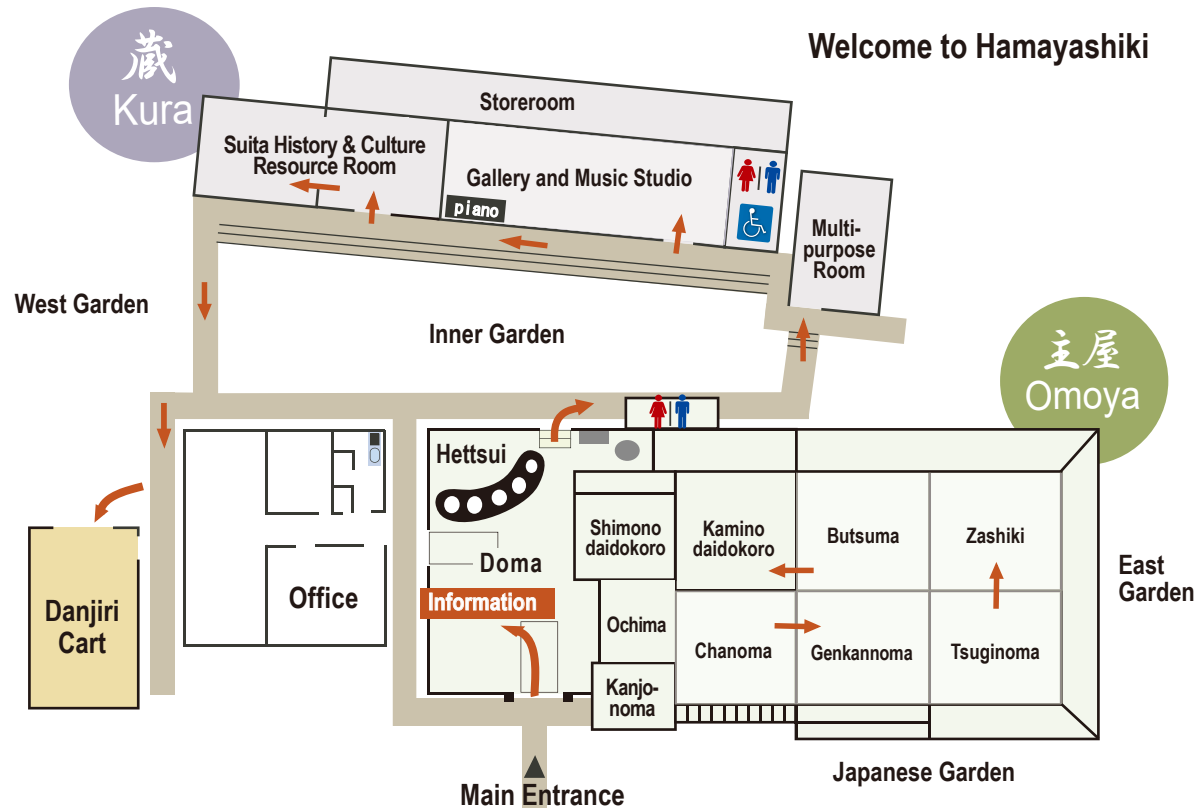 Welcome to Hamayashiki
蔵
Kura
Storeroom
Suita History & Culture
Resource Room
Gallery and Music Studio
piano
Multi-
purpose
Room
West Garden
Inner Garden
主屋
Omoya
Hettsui
Shimono
daidokoro
Kamino
daidokoro
Butsuma
Zashiki
Doma
East
Garden
Office
Information
Danjiri
Cart
Ochima
Chanoma
Genkannoma
Tsuginoma
Kanjo-
noma
Japanese Garden
Main Entrance